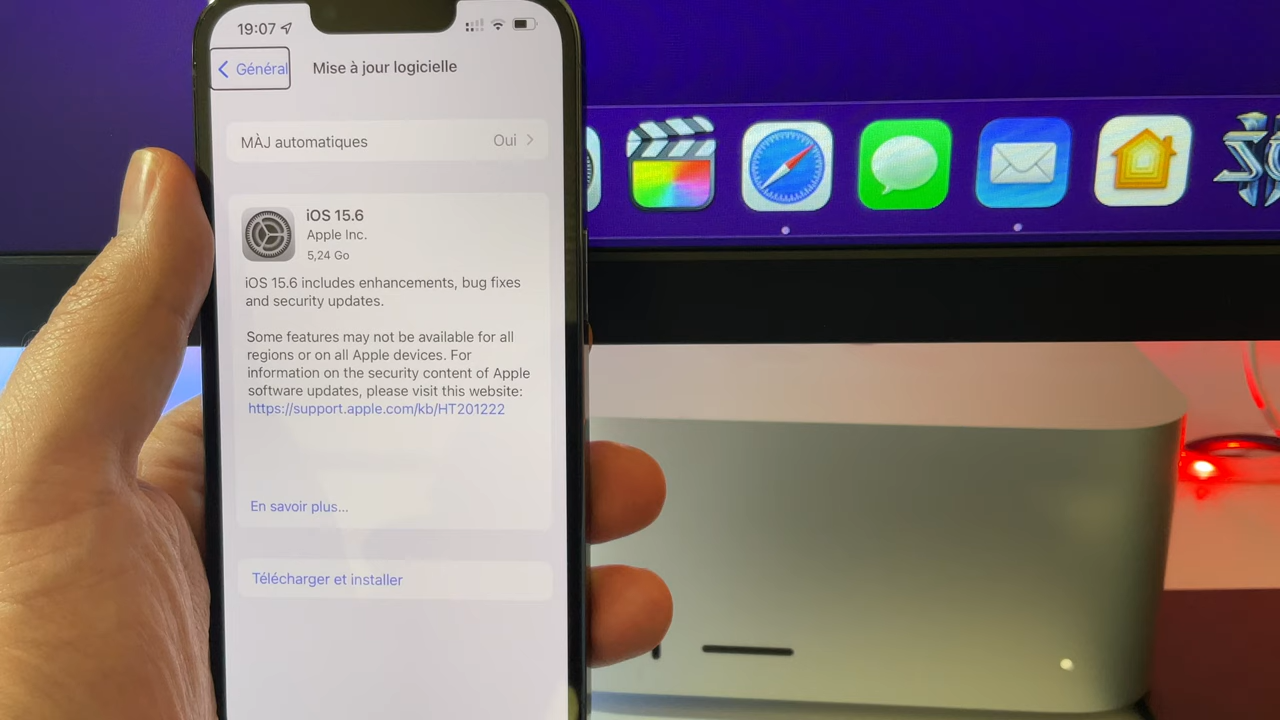 19:07
Général
Mise à jour logicielle
MÀJ automatiques
Oui
iOS 15.6
Apple Inc.
5,24 Go
iOS 15.6 includes enhancements, bug fixes
and security updates.
Some features may not be available for all
regions or on all Apple devices. For
information on the security content of Apple
software updates, please visit this website:
https://support.apple.com/kb/HT201222
En savoir plus...
Télécharger et installer